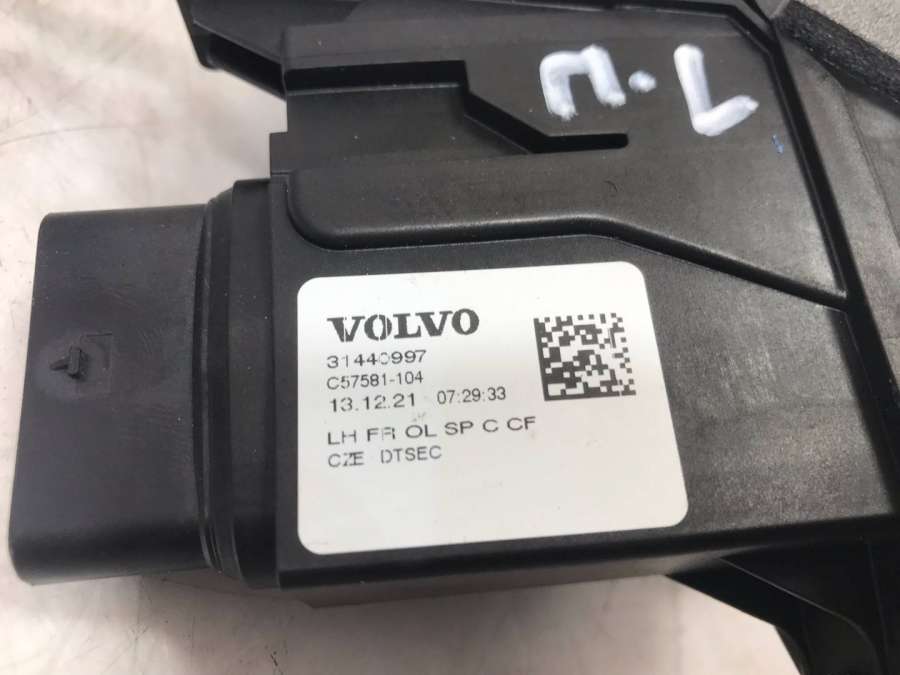 П.Л
VOLVO
31440997
C57581-104
13.12.21 07:29:33
LH FR OL SP C CF
CZE DTSEC